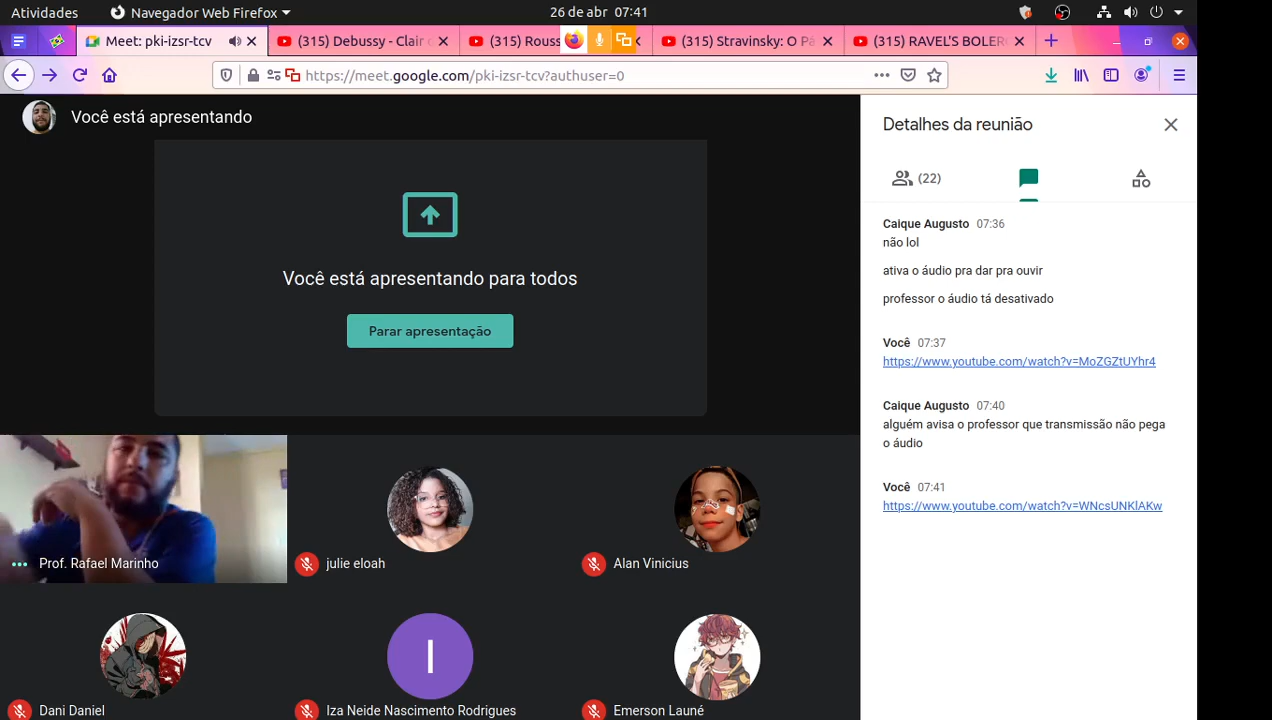 Atividades
Navegador Web Firefox
26 de abr 07:41
Meet: pki-izsr-tcv
(315) Debussy - Clair
(315) Rouss
(315) Stravinsky: O Pá
(315) RAVEL'S BOLER
https://meet.google.com/pki-izsr-tcv?authuser=0
Você está apresentando
Você está apresentando para todos
Parar apresentação
Prof. Rafael Marinho
julie eloah
Alan Vinicius
Dani Daniel
I
Iza Neide Nascimento Rodrigues
Emerson Launé
Detalhes da reunião
(22)
Caique Augusto 07:36
não lol
ativa o áudio pra dar pra ouvir
professor o áudio tá desativado
Você 07:37
https://www.youtube.com/watch?v=MoZGZtUYhr4
Caique Augusto 07:40
alguém avisa o professor que transmissão não pega
o áudio
Você 07:41
https://www.youtube.com/watch?v=WNcsUNKlAKw